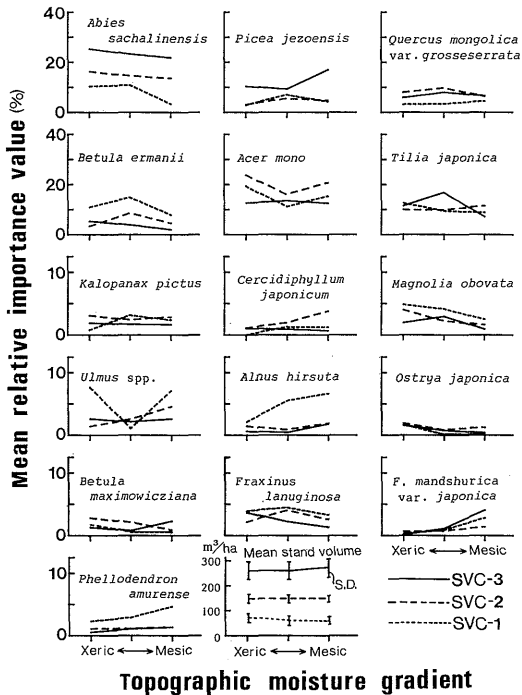 Mean relative importance value (%)
40
20
0
Abies
sachalinensis
Picea jezoensis
Quercus mongolica
var. grosseserrata
40
20
0
Betula ermanii
Acer mono
Tilia japonica
10
0
Kalopanax pictus
Cercidiphyllum
japonicum
Magnolia obovata
10
0
Ulmus spp.
Alnus hirsuta
Ostrya japonica
10
0
Betula
maximowicziana
Fraxinus
lanuginosa
F. mandshurica
var. japonica
10
0
Phellodendron
amurense
Xeric ↔ Mesic
m³/ha
300
200
100
0
Mean stand volume
S.D.
Xeric ↔ Mesic
Xeric ↔ Mesic
SVC-3
SVC-2
SVC-1
Topographic moisture gradient